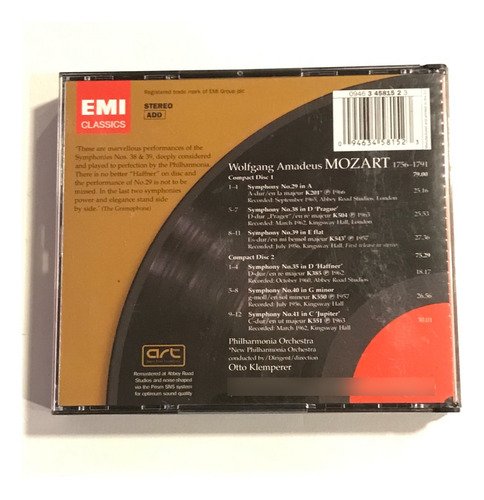 Registered trade mark of EMI Group plc
EMI
CLASSICS
STEREO
ADD
0946 3 45815 2 3
0 94634 58152 3
"These are marvellous performances of the
Symphonies Nos. 38 & 39, deeply considered
and played to perfection by the Philharmonia.
There is no better "Haffner" on disc and
the performance of No.29 is not to be
missed. In the last two symphonies
power and elegance stand side
by side." (The Gramophone)
Wolfgang Amadeus MOZART 1756-1791
Compact Disc 1 79.00
1-4 Symphony No.29 in A
A-dur/en la majeur K201* ℗ 1966 25.16
Recorded: September 1965, Abbey Road Studios, London
5-7 Symphony No.38 in D 'Prague'
D-dur „Prager"/en re majeur K504 ℗ 1963 25.53
Recorded: March 1962, Kingsway Hall, London
8-11 Symphony No.39 in E flat
Es-dur/en mi bemol majeur K543 ℗ 1957 27.36
Recorded: July 1956, Kingsway Hall, First release in stereo
Compact Disc 2 75.29
1-4 Symphony No.35 in D 'Haffner'
D-dur/en re majeur K385 ℗ 1962 18.17
Recorded: October 1960, Abbey Road Studios
5-8 Symphony No.40 in G minor
g-moll/en sol mineur K550 ℗ 1957 26.56
Recorded: July 1956, Kingsway Hall
9-12 Symphony No.41 in C 'Jupiter'
C-dur/en ut majeur K551 ℗ 1963 30.01
Recorded: March 1962, Kingsway Hall
Philharmonia Orchestra
*New Philharmonia Orchestra
conducted by/Dirigent/direction
Otto Klemperer
art
Remastered at Abbey Road
Studios and noise shaped
via the Prism SNS system
for optimum sound quality